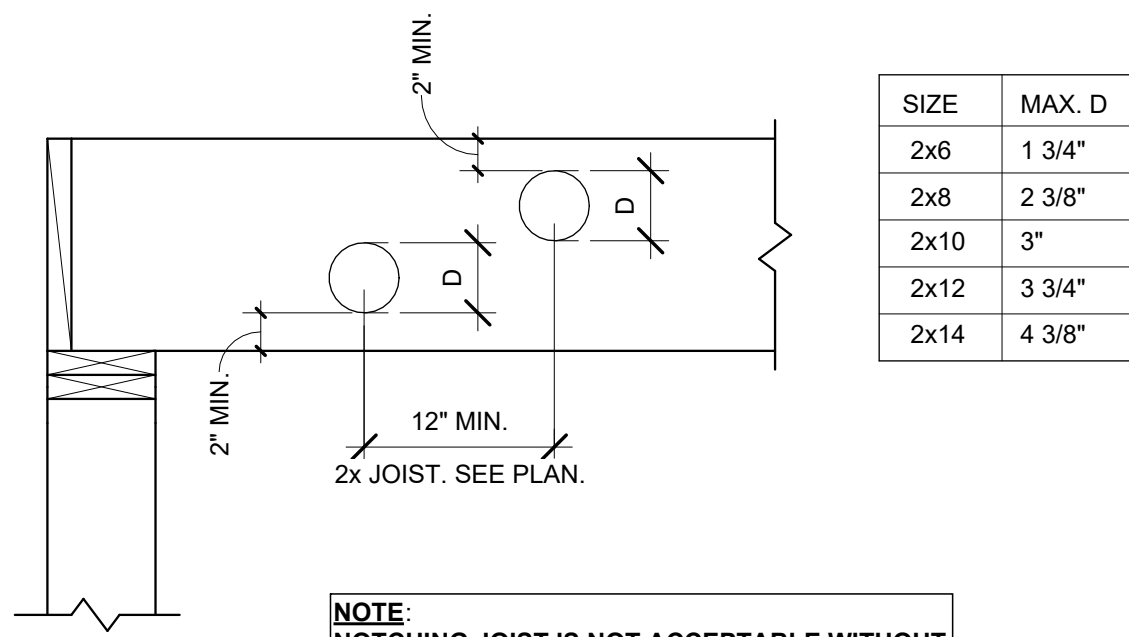 2" MIN.
SIZE MAX. D
2x6 1 3/4"
2x8 2 3/8"
2x10 3"
2x12 3 3/4"
2x14 4 3/8"
D
D
2" MIN.
12" MIN.
2x JOIST. SEE PLAN.
NOTE:
NOTCHING JOIST IS NOT ACCEPTABLE WITHOUT